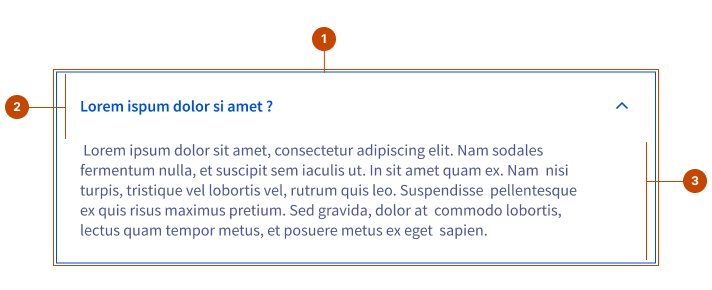 1
2
Lorem ispum dolor si amet ?
Lorem ipsum dolor sit amet, consectetur adipiscing elit. Nam sodales
fermentum nulla, et suscipit sem iaculis ut. In sit amet quam ex. Nam nisi
3
turpis, tristique vel lobortis vel, rutrum quis leo. Suspendisse pellentesque
ex quis risus maximus pretium. Sed gravida, dolor at commodo lobortis,
lectus quam tempor metus, et posuere metus ex eget sapien.